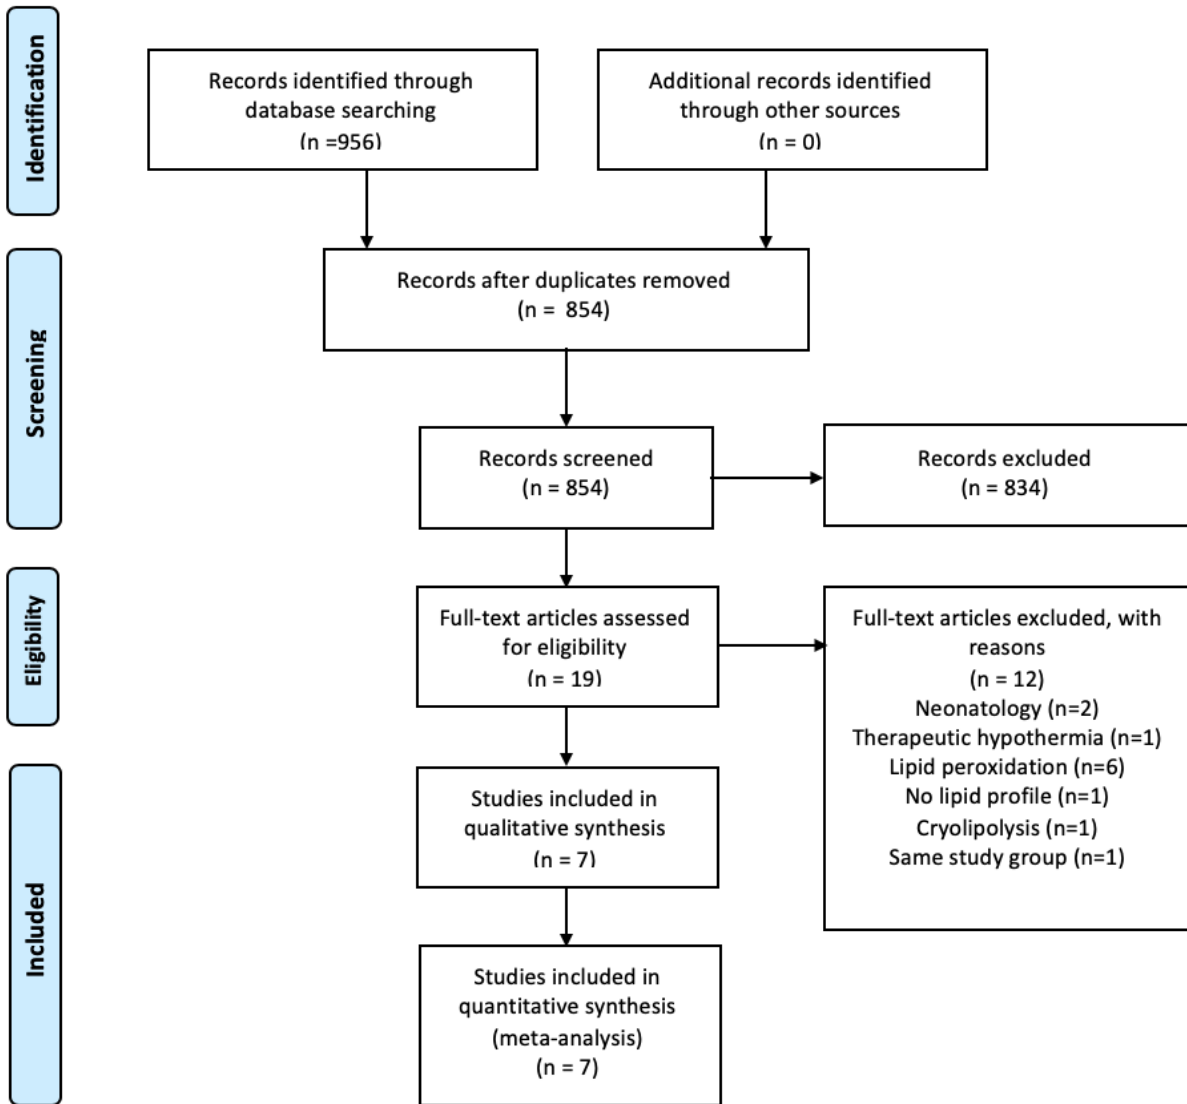 Identification
Records identified through
database searching
(n =956)
Additional records identified
through other sources
(n = 0)
Screening
Records after duplicates removed
(n =  854)
Records screened
(n = 854)
Records excluded
(n = 834)
Eligibility
Full-text articles assessed
for eligibility
(n = 19)
Full-text articles excluded, with
reasons
(n = 12)
Neonatology (n=2)
Therapeutic hypothermia (n=1)
Lipid peroxidation (n=6)
No lipid profile (n=1)
Cryolipolysis (n=1)
Same study group (n=1)
Included
Studies included in
qualitative synthesis
(n = 7)
Studies included in
quantitative synthesis
(meta-analysis)
(n = 7)